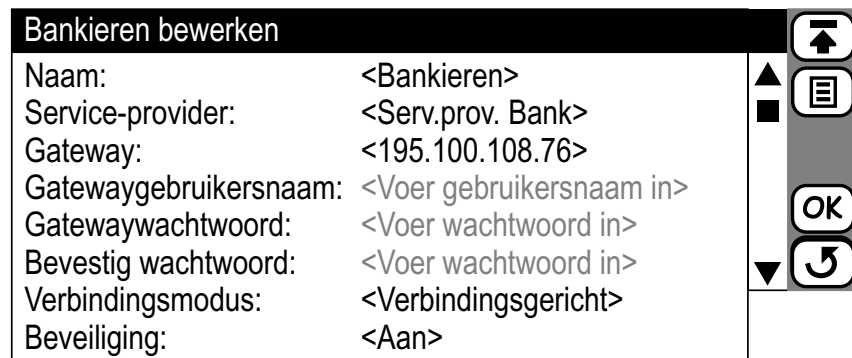 Bankieren bewerken
Naam: <Bankieren>
Service-provider: <Serv.prov. Bank>
Gateway: <195.100.108.76>
Gatewaygebruikersnaam: <Voer gebruikersnaam in>
Gatewaywachtwoord: <Voer wachtwoord in>
Bevestig wachtwoord: <Voer wachtwoord in>
Verbindingsmodus: <Verbindingsgericht>
Beveiliging: <Aan>
OK